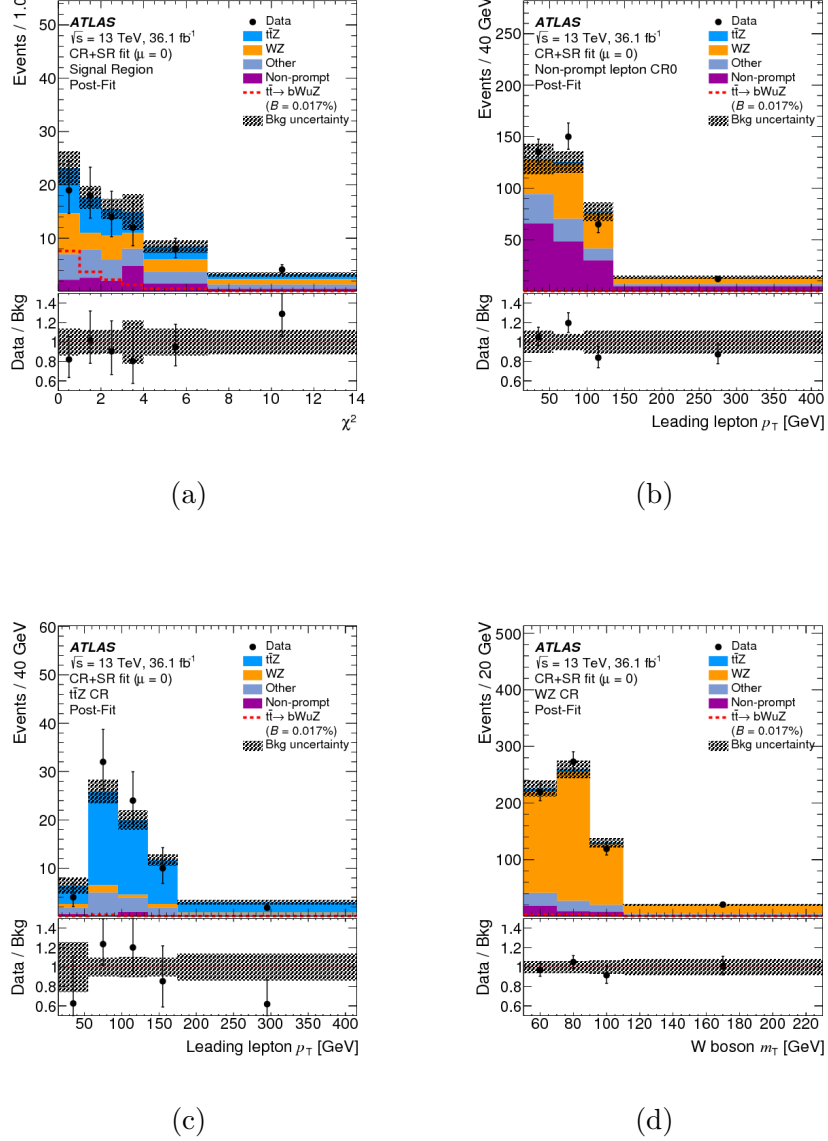 Events / 1.0
50
40
30
20
10
ATLAS
√s = 13 TeV, 36.1 fb⁻¹
CR+SR fit (μ = 0)
Signal Region
Post-Fit
Data
tt̄Z
WZ
Other
Non-prompt
tt̄→ bWuZ
(B = 0.017%)
Bkg uncertainty
Data / Bkg
1.4
1.2
1
0.8
0.6
0 2 4 6 8 10 12 14
χ²
(a)
Events / 40 GeV
250
200
150
100
50
ATLAS
√s = 13 TeV, 36.1 fb⁻¹
CR+SR fit (μ = 0)
Non-prompt lepton CR0
Post-Fit
Data
tt̄Z
WZ
Other
Non-prompt
tt̄→ bWuZ
(B = 0.017%)
Bkg uncertainty
Data / Bkg
1.4
1.2
1
0.8
0.6
50 100 150 200 250 300 350 400
Leading lepton pT [GeV]
(b)
Events / 40 GeV
60
50
40
30
20
10
ATLAS
√s = 13 TeV, 36.1 fb⁻¹
CR+SR fit (μ = 0)
tt̄Z CR
Post-Fit
Data
tt̄Z
WZ
Other
Non-prompt
tt̄→ bWuZ
(B = 0.017%)
Bkg uncertainty
Data / Bkg
1.4
1.2
1
0.8
0.6
50 100 150 200 250 300 350 400
Leading lepton pT [GeV]
(c)
Events / 20 GeV
500
400
300
200
100
ATLAS
√s = 13 TeV, 36.1 fb⁻¹
CR+SR fit (μ = 0)
WZ CR
Post-Fit
Data
tt̄Z
WZ
Other
Non-prompt
tt̄→ bWuZ
(B = 0.017%)
Bkg uncertainty
Data / Bkg
1.4
1.2
1
0.8
0.6
60 80 100 120 140 160 180 200 220
W boson mT [GeV]
(d)